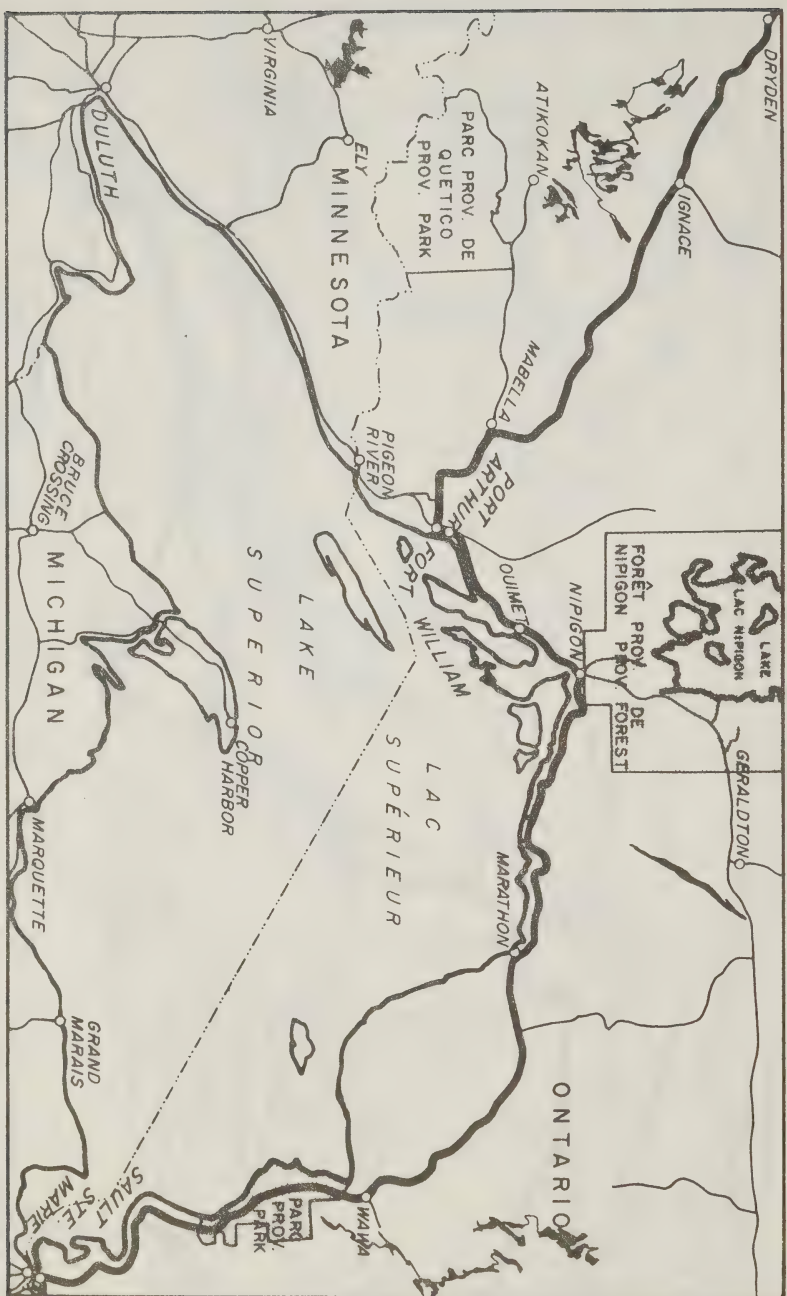 DRYDEN
IGNACE
ATIKOKAN
MABELLA
PARC PROV. DE
QUETICO
PROV. PARK
VIRGINIA
ELY
MINNESOTA
DULUTH
PIGEON
RIVER
PORT
ARTHUR
FORT WILLIAM
OUIMET
NIPIGON
LAKE
LAC NIPIGON
FORÊT PROV. DE
NIPIGON PROV. FOREST
GERALDTON
MARATHON
ONTARIO
WAWA
PARC
PROV.
PARK
LAC
SUPÉRIEUR
LAKE
SUPERIOR
COPPER
HARBOR
BRUCE
CROSSING
MICHIGAN
MARQUETTE
GRAND
MARAIS
SAULT
STE.
MARIE